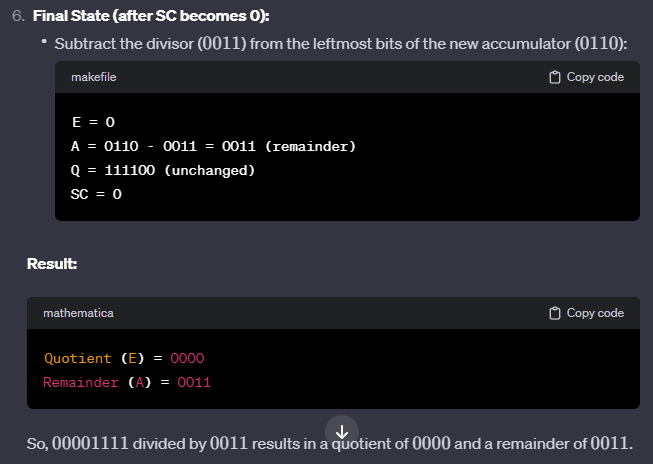 6. Final State (after SC becomes 0):
• Subtract the divisor (0011) from the leftmost bits of the new accumulator (0110):
makefile Copy code
E = 0
A = 0110 - 0011 = 0011 (remainder)
Q = 111100 (unchanged)
SC = 0
Result:
mathematica Copy code
Quotient (E) = 0000
Remainder (A) = 0011
So, 00001111 divided by 0011 results in a quotient of 0000 and a remainder of 0011.